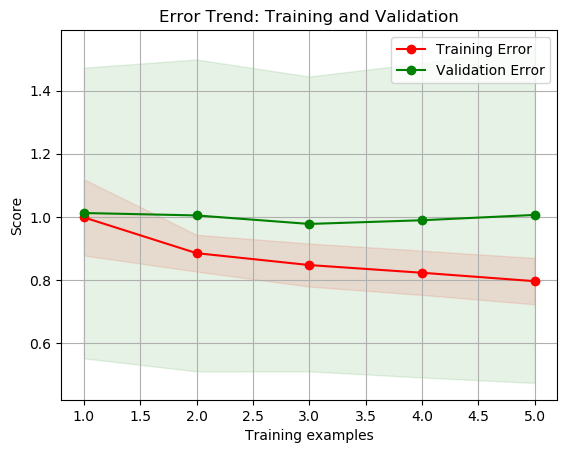 Error Trend: Training and Validation
Training Error
Validation Error
Score
1.4
1.2
1.0
0.8
0.6
1.0 1.5 2.0 2.5 3.0 3.5 4.0 4.5 5.0
Training examples